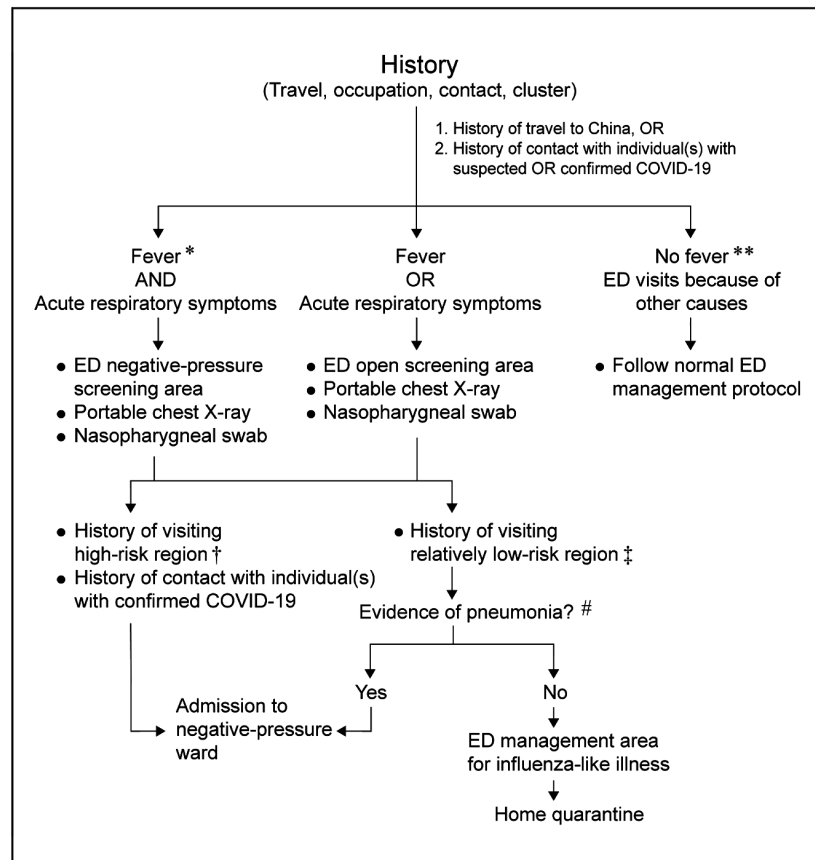 History
(Travel, occupation, contact, cluster)
1. History of travel to China, OR
2. History of contact with individual(s) with
suspected OR confirmed COVID-19
Fever *
AND
Acute respiratory symptoms
Fever
OR
Acute respiratory symptoms
No fever **
ED visits because of
other causes
● ED negative-pressure
screening area
● Portable chest X-ray
● Nasopharygneal swab
● ED open screening area
● Portable chest X-ray
● Nasopharygneal swab
● Follow normal ED
management protocol
● History of visiting
high-risk region †
● History of contact with individual(s)
with confirmed COVID-19
● History of visiting
relatively low-risk region ‡
Evidence of pneumonia? #
Yes
No
Admission to
negative-pressure
ward
ED management area
for influenza-like illness
Home quarantine